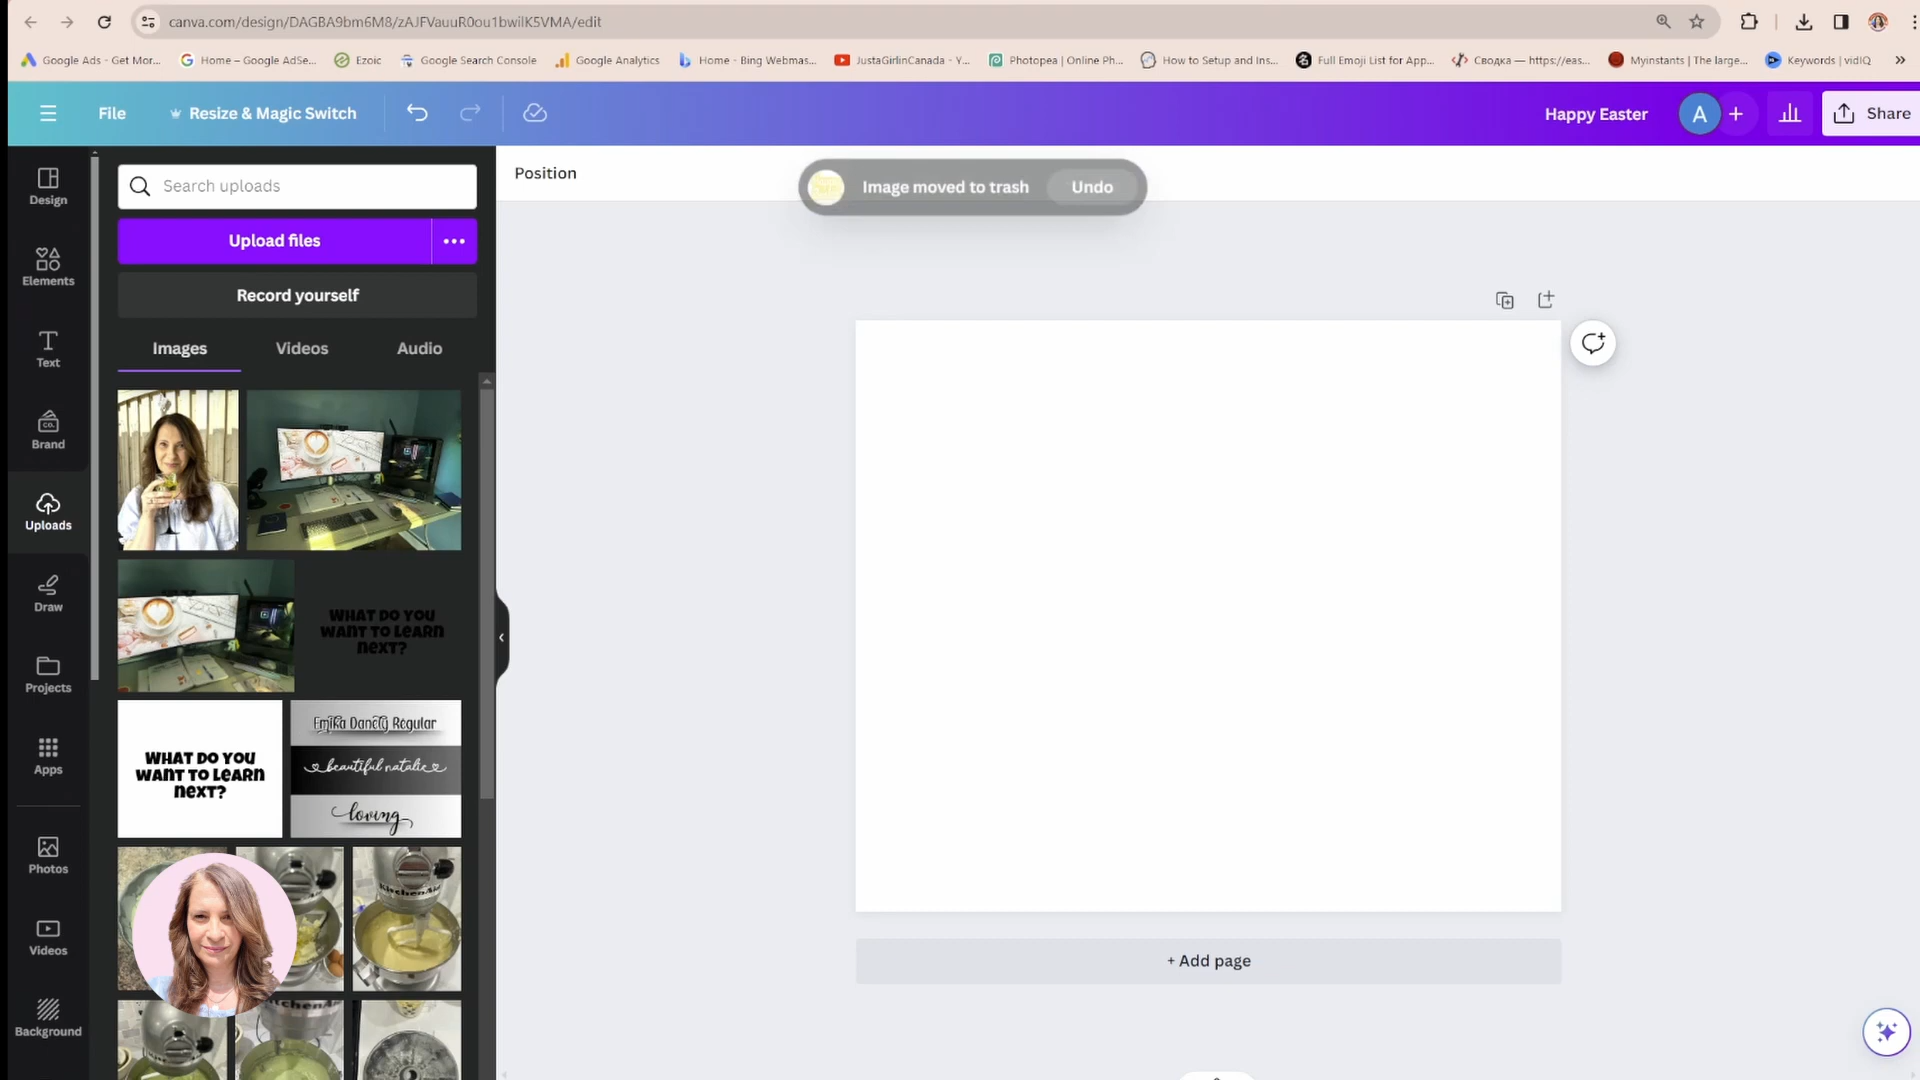 canva.com/design/DAGBA9bm6M8/zAJFVauuR0ou1bwilK5VMA/edit
Google Ads - Get Mor...
Home – Google AdSe...
Ezoic
Google Search Console
Google Analytics
Home - Bing Webmas...
JustaGirlinCanada - Y...
Photopea | Online Ph...
How to Setup and Ins...
Full Emoji List for App...
Сводка — https://eas...
Myinstants | The large...
Keywords | vidIQ
File
Resize & Magic Switch
Happy Easter
A
Share
Design
Elements
Text
Brand
Uploads
Draw
Projects
Apps
Photos
Videos
Background
Search uploads
Upload files
Record yourself
Images
Videos
Audio
WHAT DO YOU
WANT TO LEARN
NEXT?
WHAT DO YOU
WANT TO LEARN
NEXT?
Emika Danely Regular
beautiful natalie
loving
KitchenAid
Position
Image moved to trash
Undo
+ Add page